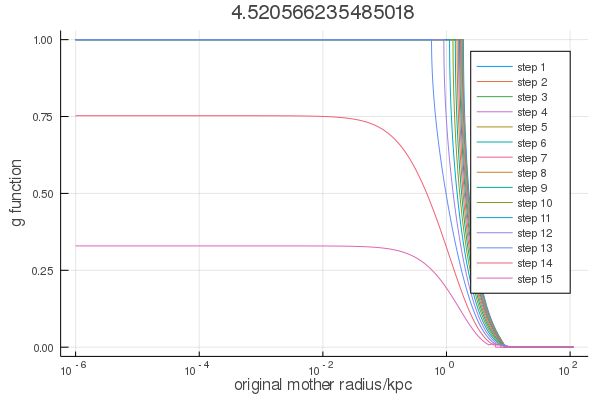 4.520566235485018
g function
1.00
0.75
0.50
0.25
0.00
step 1
step 2
step 3
step 4
step 5
step 6
step 7
step 8
step 9
step 10
step 11
step 12
step 13
step 14
step 15
10^-6 10^-4 10^-2 10^0 10^2
original mother radius/kpc